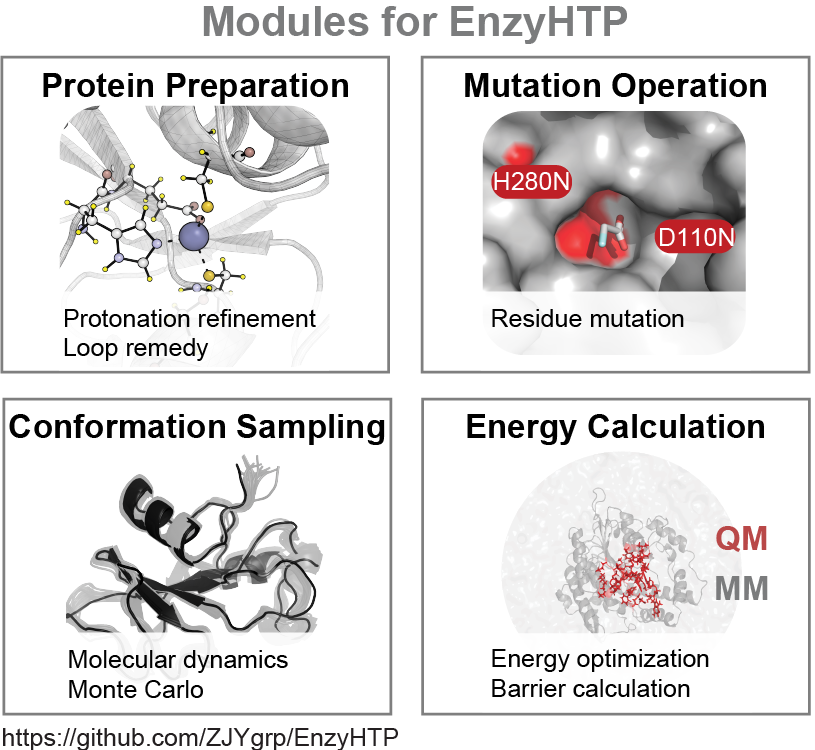 Modules for EnzyHTP
Protein Preparation
Protonation refinement
Loop remedy
Mutation Operation
H280N
D110N
Residue mutation
Conformation Sampling
Molecular dynamics
Monte Carlo
Energy Calculation
QM
MM
Energy optimization
Barrier calculation
https://github.com/ZJYgrp/EnzyHTP